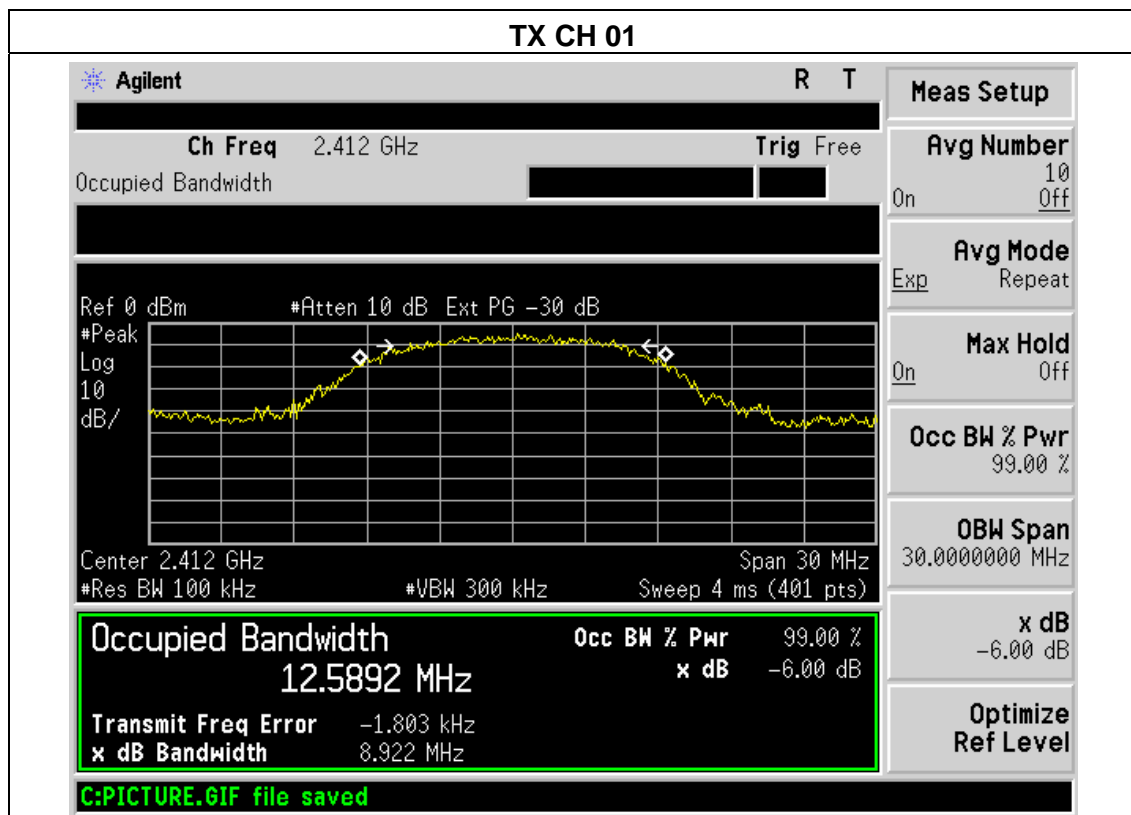 TX CH 01
Agilent R T
Ch Freq 2.412 GHz Trig Free
Occupied Bandwidth
Ref 0 dBm #Atten 10 dB Ext PG -30 dB
#Peak
Log
10
dB/
Center 2.412 GHz Span 30 MHz
#Res BW 100 kHz #VBW 300 kHz Sweep 4 ms (401 pts)
Occupied Bandwidth Occ BW % Pwr 99.00 %
12.5892 MHz x dB -6.00 dB
Transmit Freq Error -1.803 kHz
x dB Bandwidth 8.922 MHz
C:PICTURE.GIF file saved
Meas Setup
Avg Number
10
On Off
Avg Mode
Exp Repeat
Max Hold
On Off
Occ BW % Pwr
99.00 %
OBW Span
30.0000000 MHz
x dB
-6.00 dB
Optimize
Ref Level